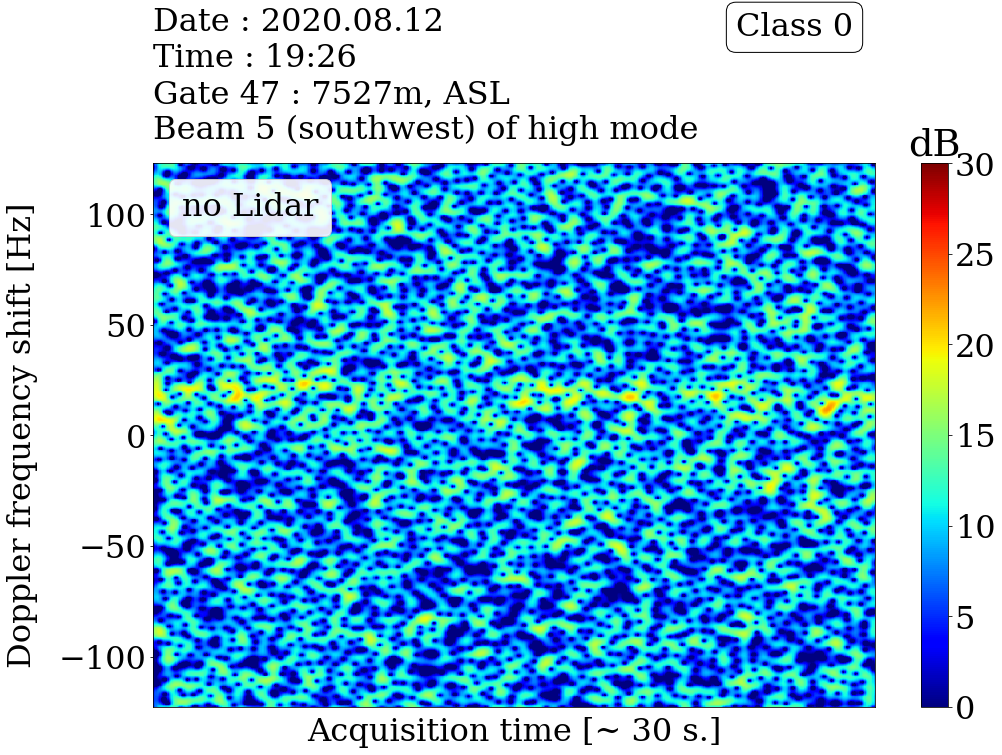 Date : 2020.08.12
Time : 19:26
Gate 47 : 7527m, ASL
Beam 5 (southwest) of high mode
Class 0
no Lidar
Doppler frequency shift [Hz]
100
50
0
−50
−100
Acquisition time [~ 30 s.]
dB
30
25
20
15
10
5
0